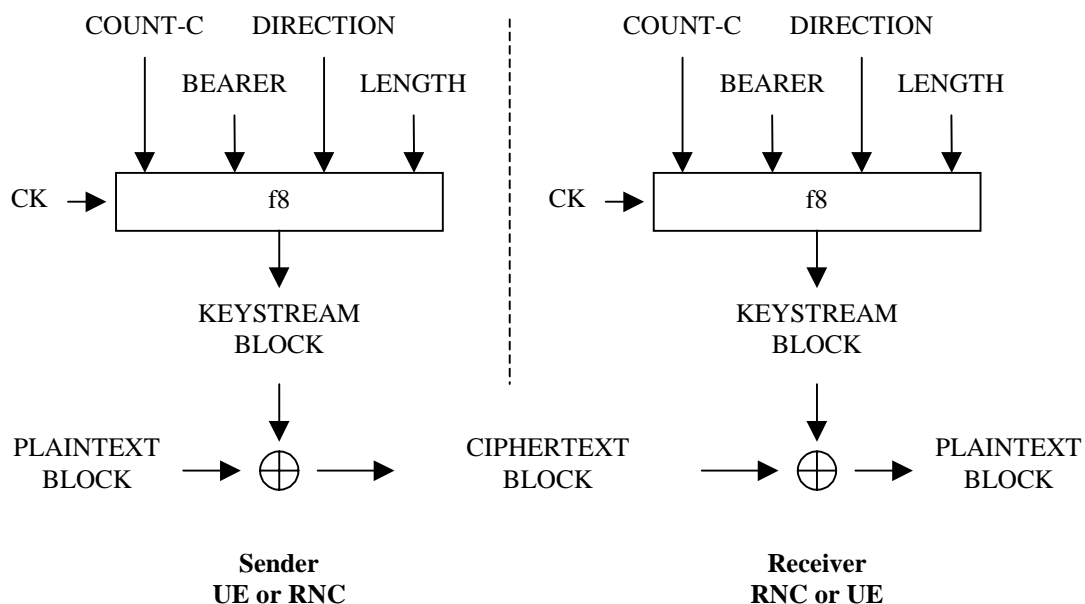 COUNT-C DIRECTION COUNT-C DIRECTION
BEARER LENGTH BEARER LENGTH
CK f8 CK f8
KEYSTREAM KEYSTREAM
BLOCK BLOCK
PLAINTEXT CIPHERTEXT PLAINTEXT
BLOCK BLOCK BLOCK
Sender Receiver
UE or RNC RNC or UE